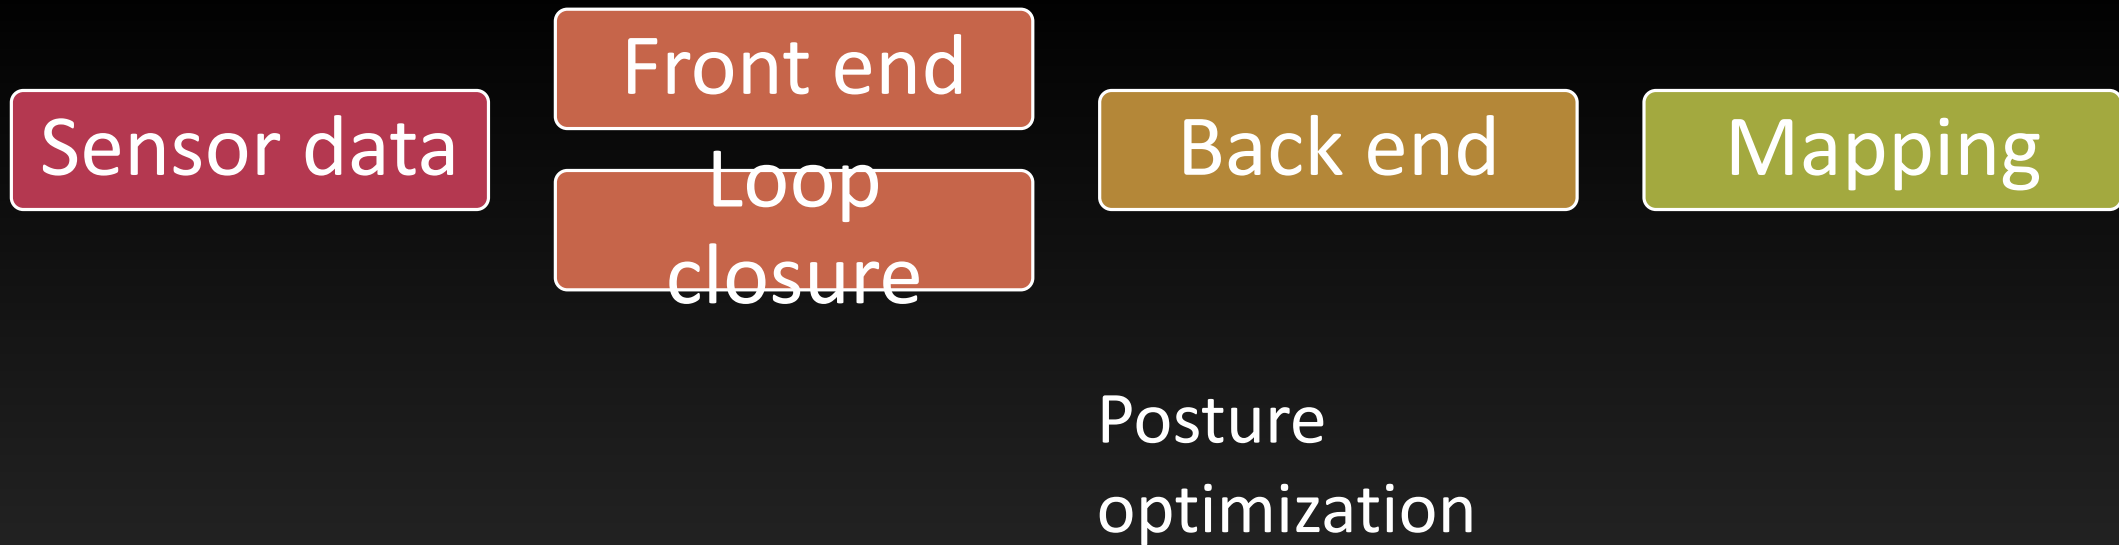 Sensor data
Front end
Loop
closure
Back end
Mapping
Posture
optimization